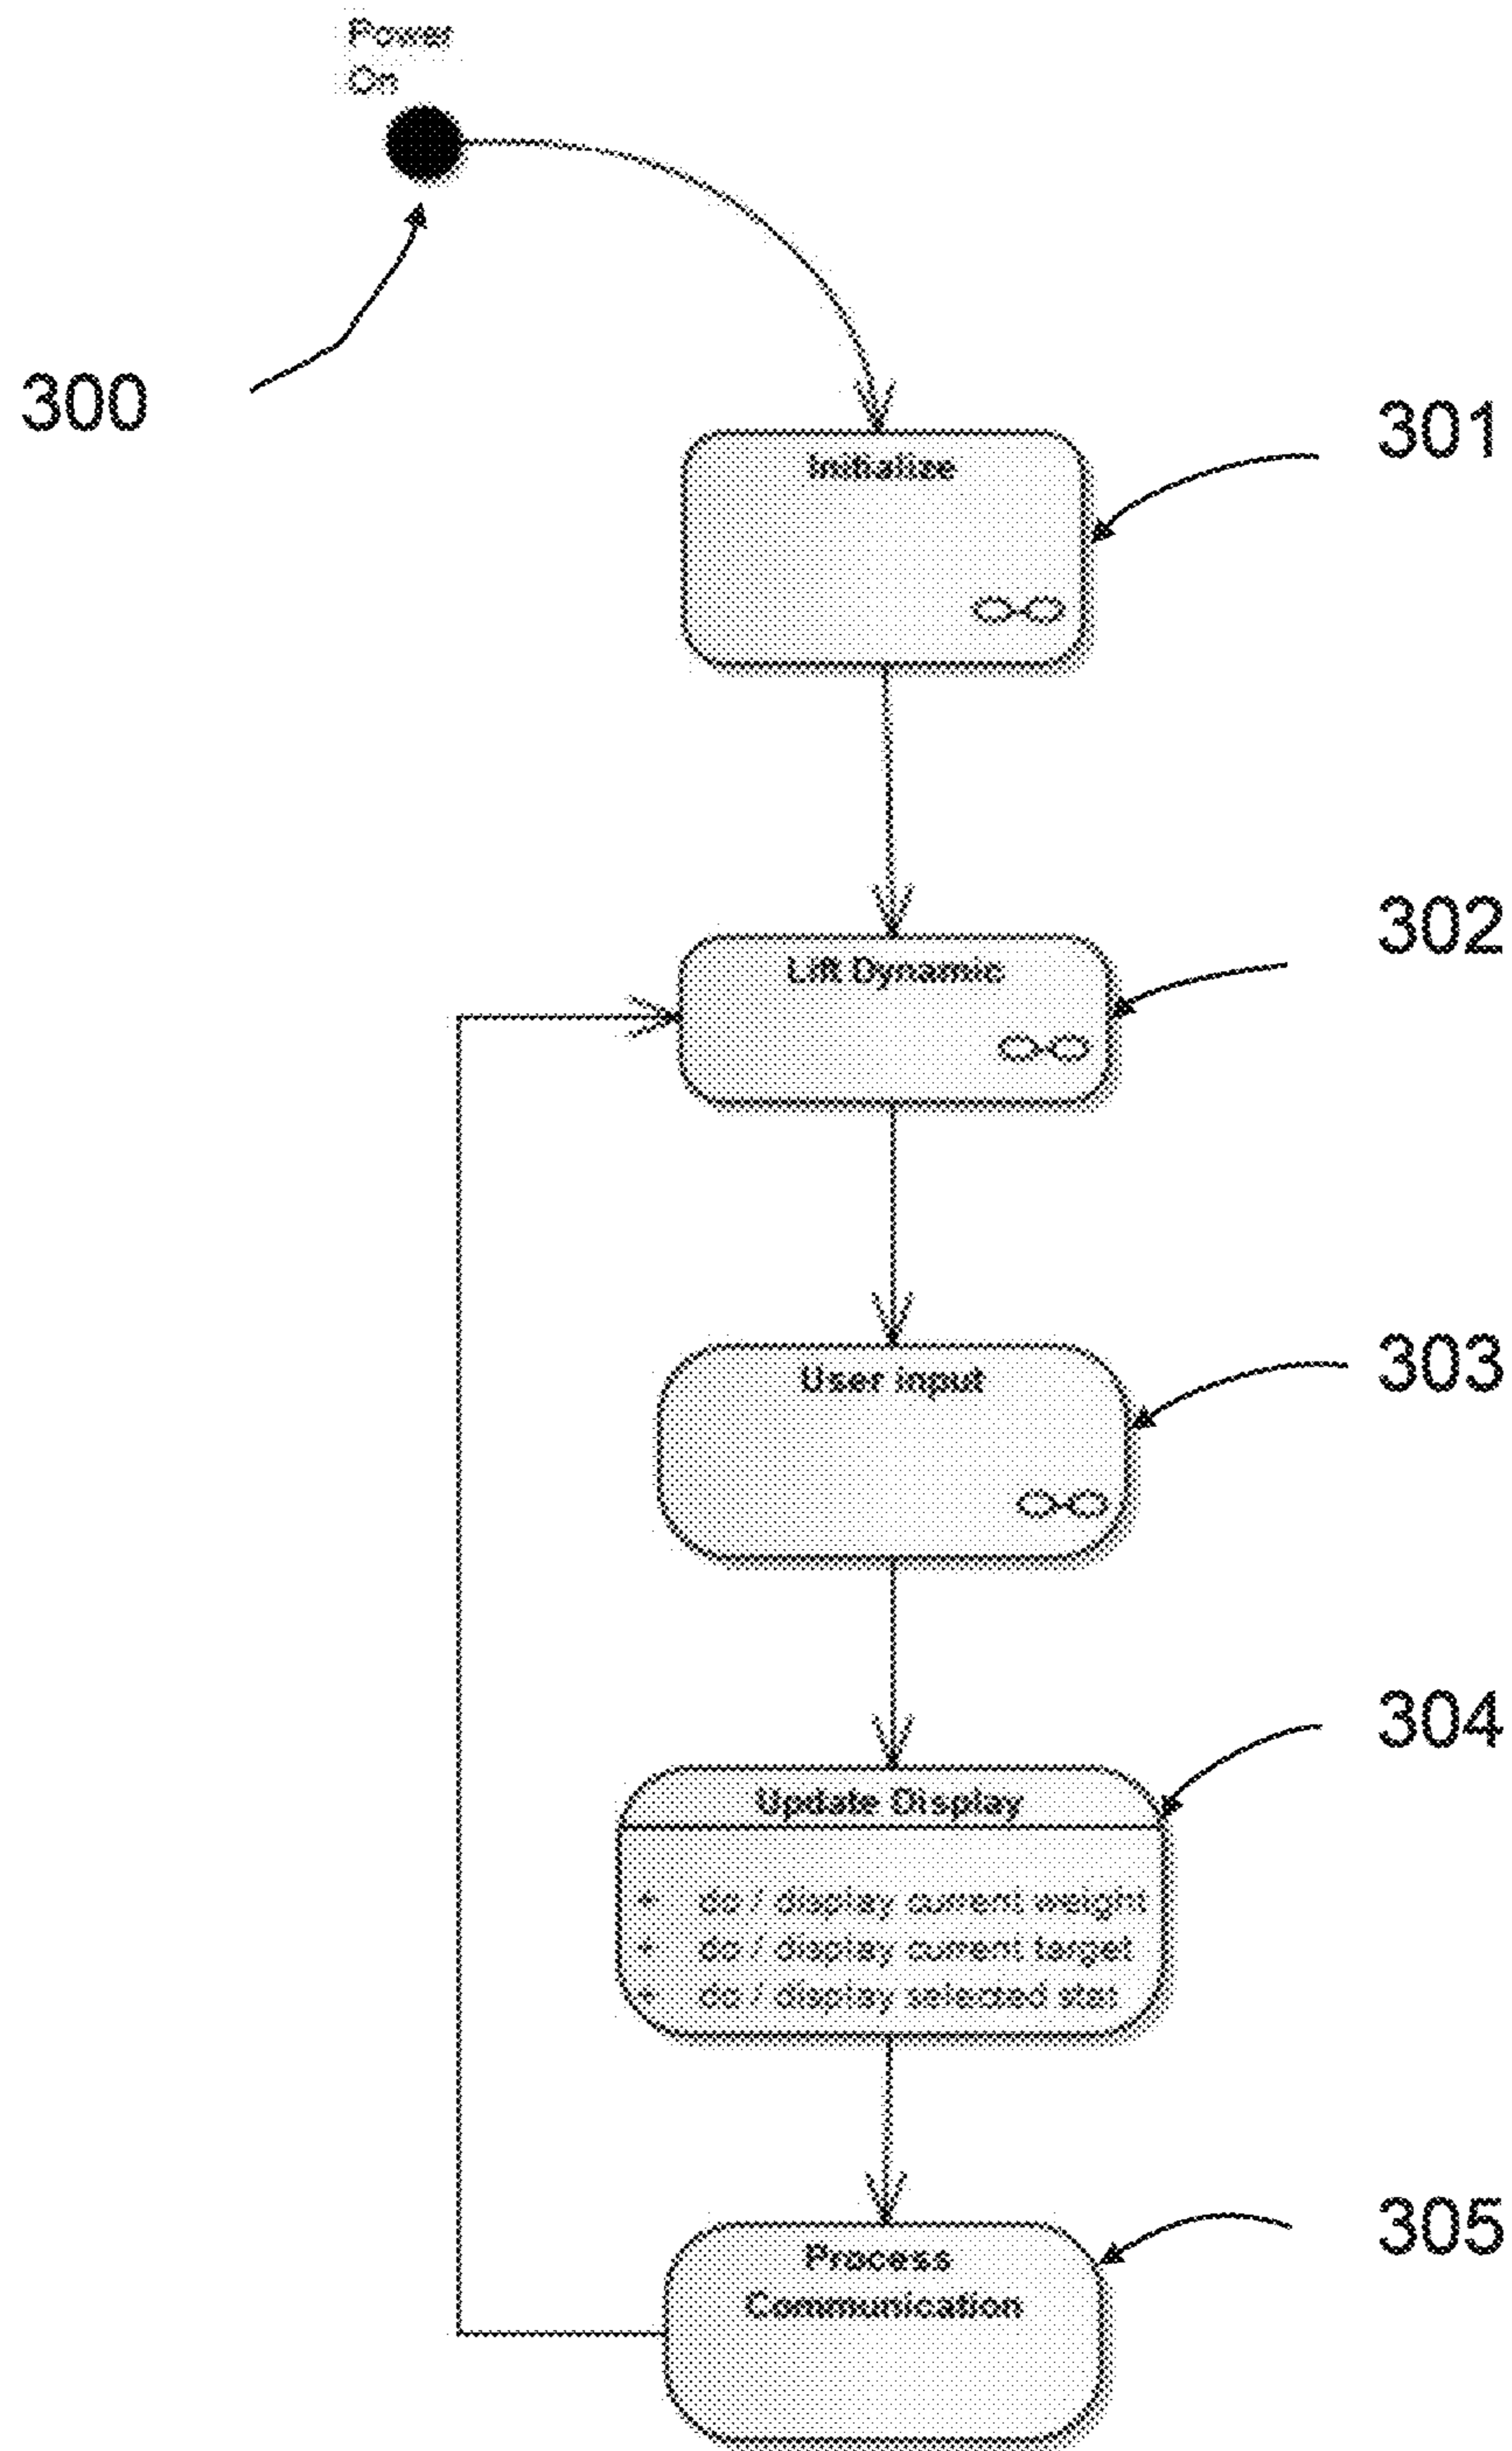 Power
On
300
301
Initialize
302
Lift Dynamic
303
User input
304
Update Display
+ do / display current weight
+ do / display current target
+ do / display selected stat
305
Process
Communication